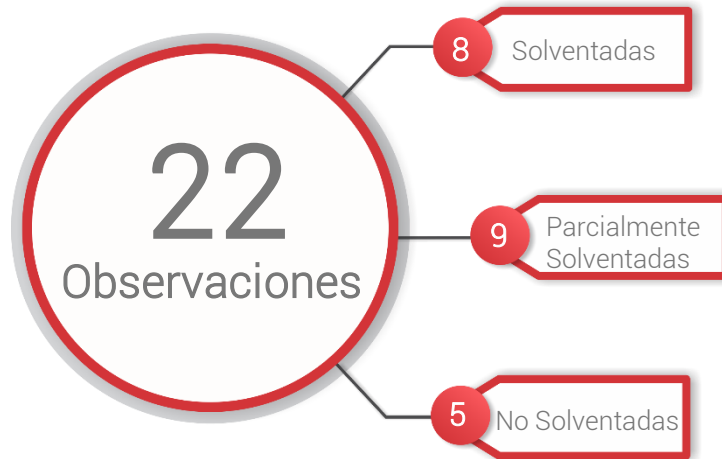 22
Observaciones
8
Solventadas
9
Parcialmente
Solventadas
5
No Solventadas